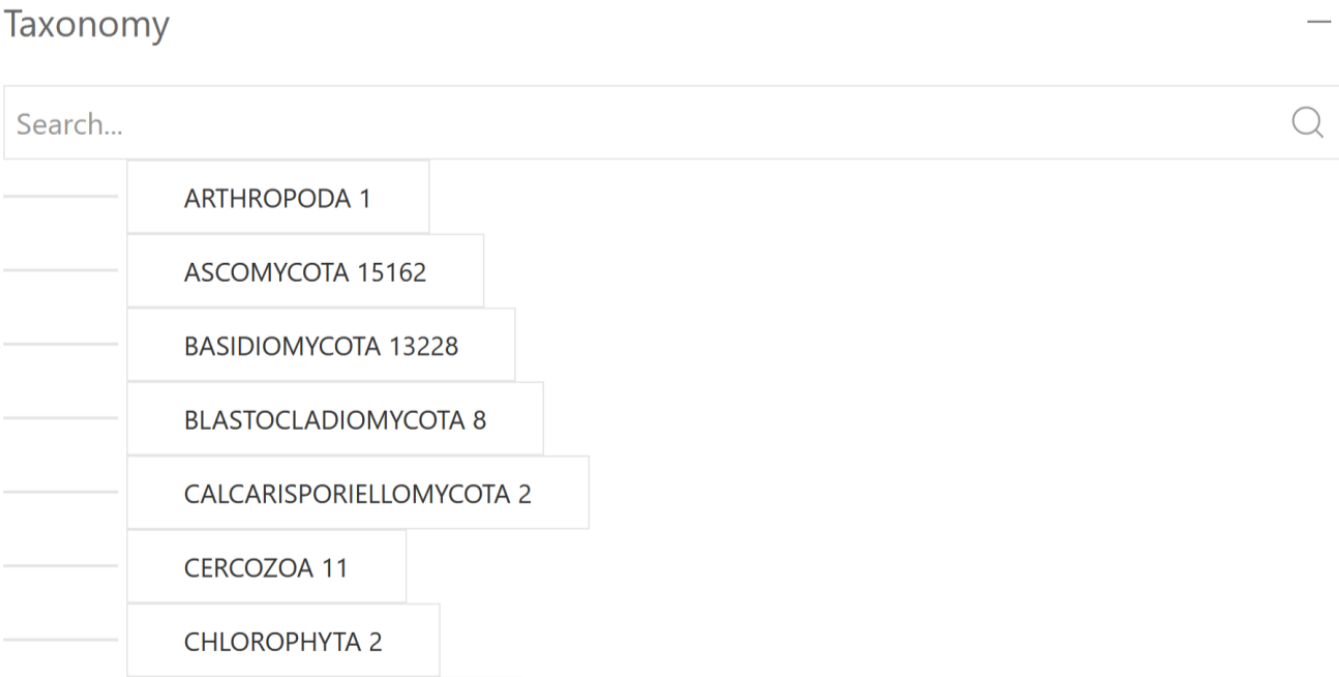 Taxonomy
Search...
ARTHROPODA 1
ASCOMYCOTA 15162
BASIDIOMYCOTA 13228
BLASTOCLADIOMYCOTA 8
CALCARISPORIELLOMYCOTA 2
CERCOZOA 11
CHLOROPHYTA 2